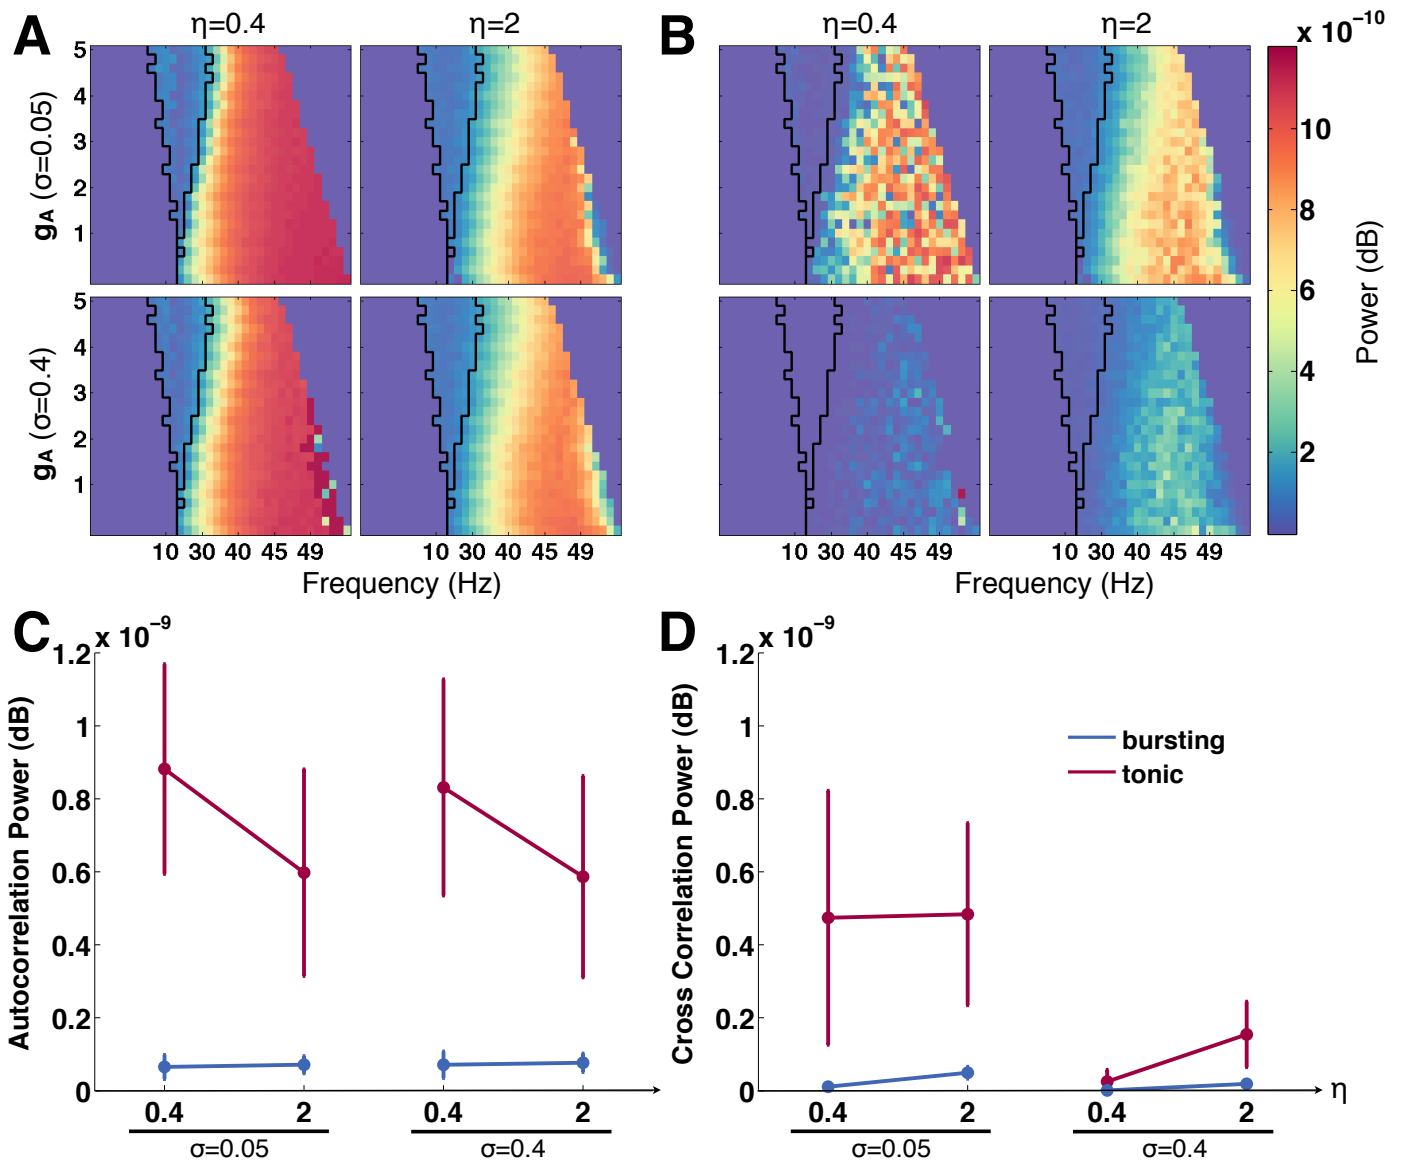 A
η=0.4
η=2
B
η=0.4
η=2
x 10⁻¹⁰
gA (σ=0.05)
5
4
3
2
1
10
8
6
4
2
Power (dB)
gA (σ=0.4)
5
4
3
2
1
10 30 40 45 49
10 30 40 45 49
10 30 40 45 49
10 30 40 45 49
Frequency (Hz)
Frequency (Hz)
C
x 10⁻⁹
Autocorrelation Power (dB)
1.2
1
0.8
0.6
0.4
0.2
0
0.4 2 0.4 2
σ=0.05 σ=0.4
D
x 10⁻⁹
Cross Correlation Power (dB)
1.2
1
0.8
0.6
0.4
0.2
0
bursting
tonic
0.4 2 0.4 2
η
σ=0.05 σ=0.4